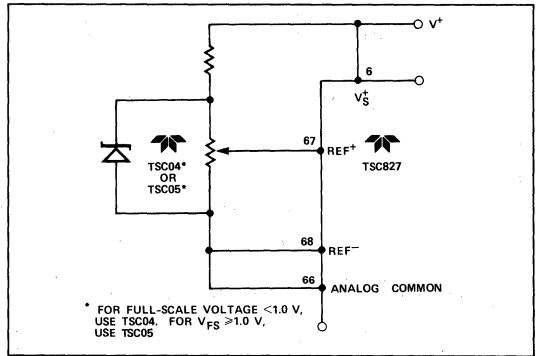 V+
6
V+S
67
REF+
TSC04*
OR
TSC05*
TSC827
68
REF−
66
ANALOG COMMON
* FOR FULL-SCALE VOLTAGE <1.0 V,
USE TSC04. FOR VFS ⩾1.0 V,
USE TSC05